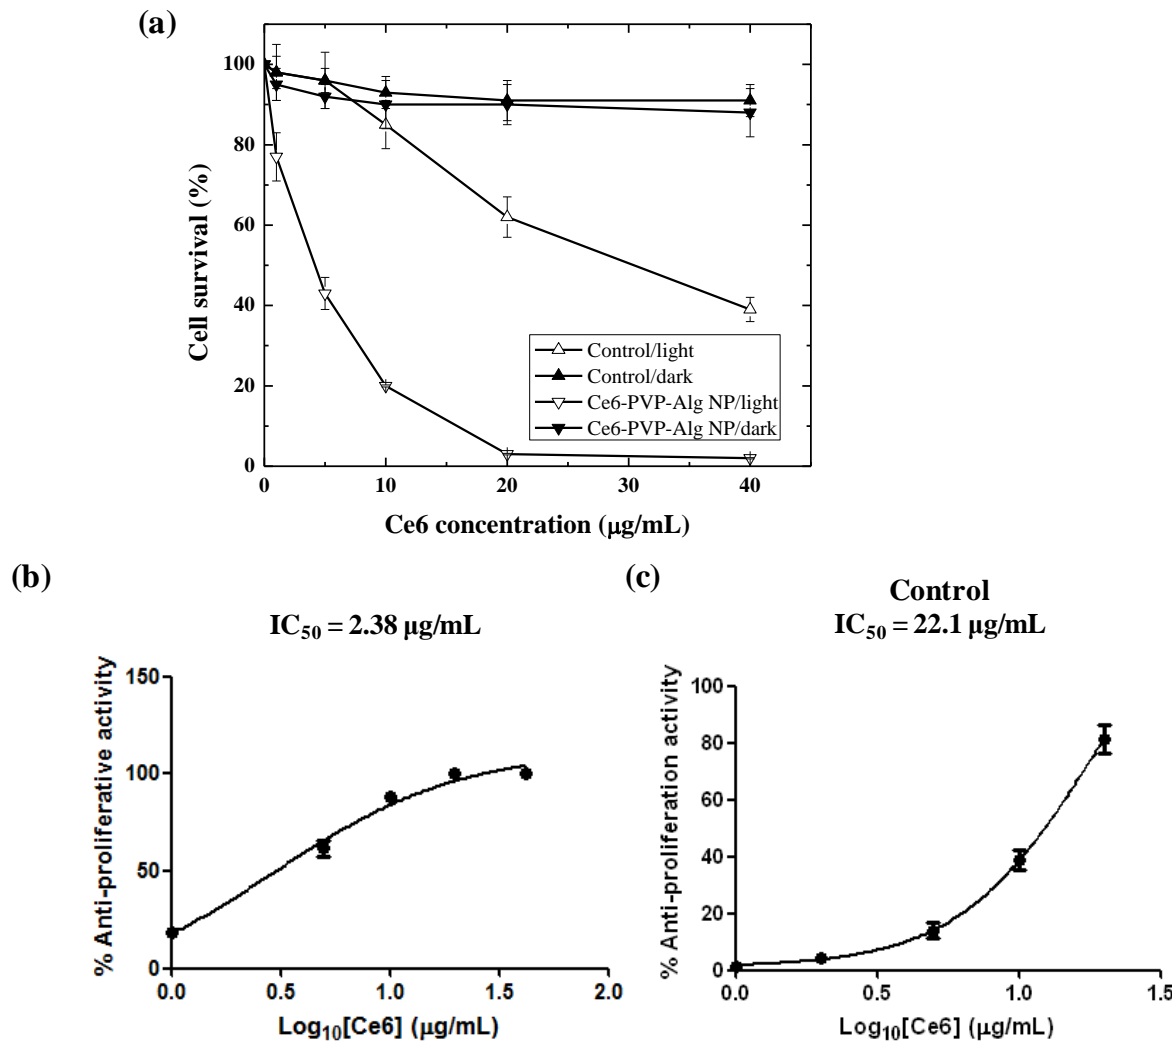 (a)
100
80
60
40
20
0
Cell survival (%)
Control/light
Control/dark
Ce6-PVP-Alg NP/light
Ce6-PVP-Alg NP/dark
0 10 20 30 40
Ce6 concentration (μg/mL)
(b)
IC50 = 2.38 μg/mL
150
100
50
0
% Anti-proliferative activity
0.0 0.5 1.0 1.5 2.0
Log10[Ce6] (μg/mL)
(c)
Control
IC50 = 22.1 μg/mL
100
80
60
40
20
0
% Anti-proliferation activity
0.0 0.5 1.0 1.5
Log10[Ce6] (μg/mL)